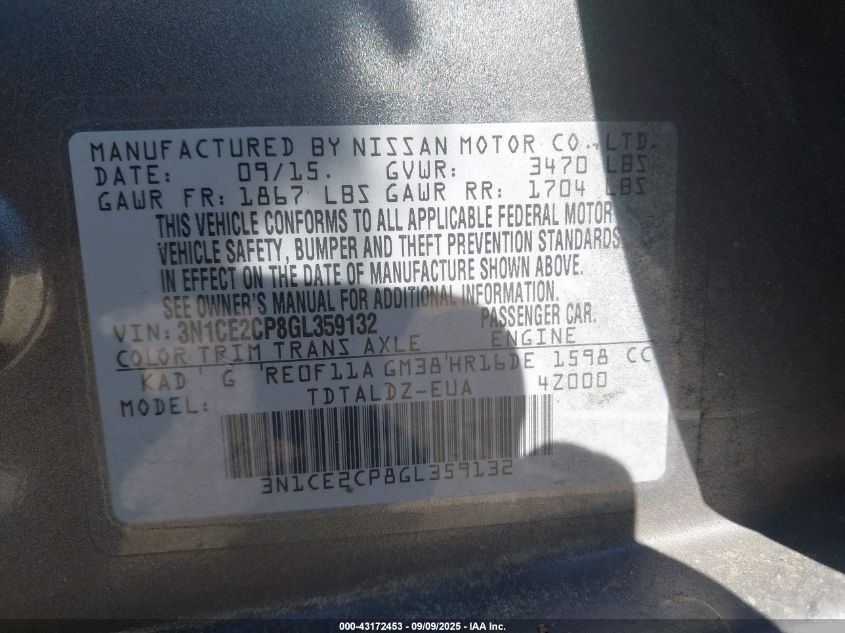 MANUFACTURED BY NISSAN MOTOR CO., LTD.
DATE: 09/15. GVWR: 3470 LBS
GAWR FR: 1867 LBS GAWR RR: 1704 LBS
THIS VEHICLE CONFORMS TO ALL APPLICABLE FEDERAL MOTOR
VEHICLE SAFETY, BUMPER AND THEFT PREVENTION STANDARDS
IN EFFECT ON THE DATE OF MANUFACTURE SHOWN ABOVE.
SEE OWNER'S MANUAL FOR ADDITIONAL INFORMATION.
VIN: 3N1CE2CP8GL359132 PASSENGER CAR.
COLOR TRIM TRANS AXLE ENGINE
KAD G RE0F11A GM38 HR16DE 1598 CC
MODEL: TDTALDZ-EUA 4Z000
3N1CE2CP8GL359132
000-43172453 - 09/09/2025 - IAA Inc.